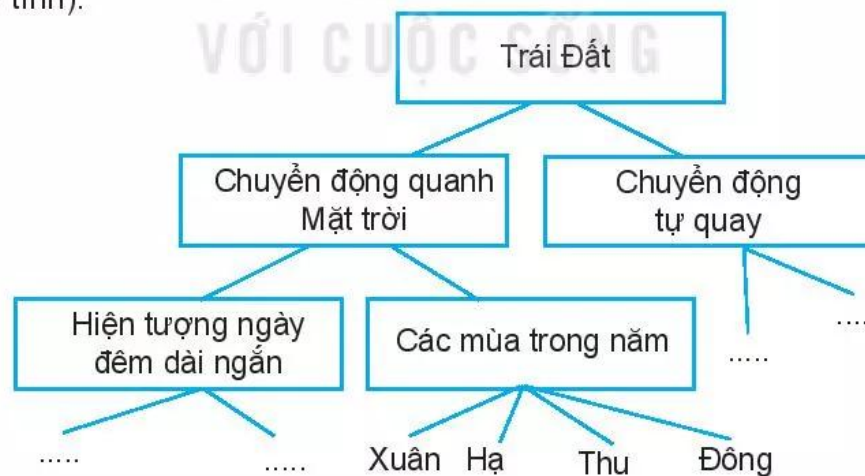 tính).
VỚI CUỘC SỐNG
Trái Đất
Chuyển động quanh
Mặt trời
Chuyển động
tự quay
Hiện tượng ngày
đêm dài ngắn
Các mùa trong năm
.....
.....
.....
.....
Xuân Hạ Thu Đông